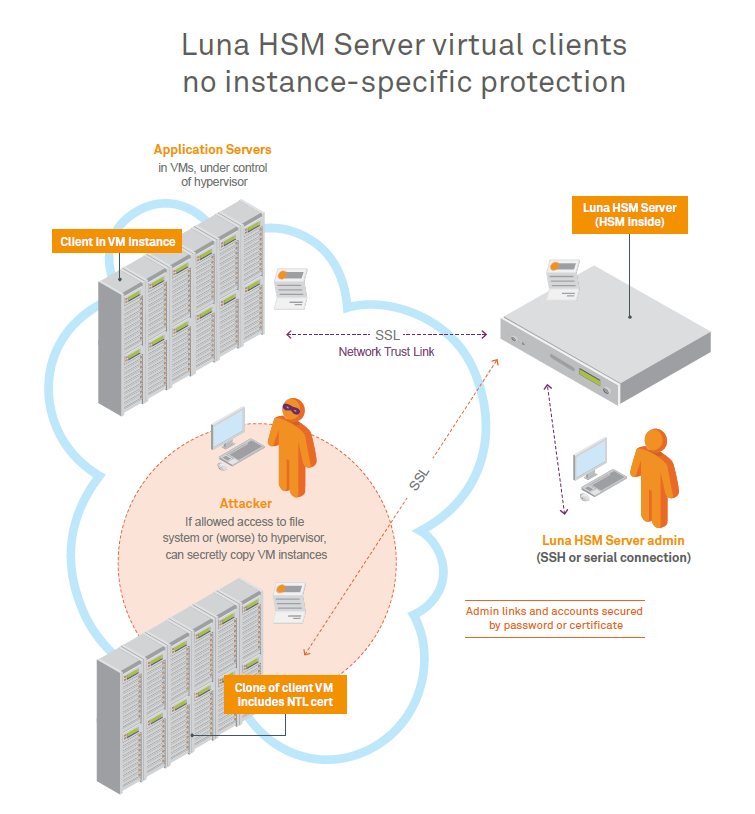 Luna HSM Server virtual clients
no instance-specific protection
Application Servers
in VMs, under control
of hypervisor
Client in VM instance
Luna HSM Server
(HSM inside)
SSL
Network Trust Link
SSL
Attacker
If allowed access to file
system or (worse) to hypervisor,
can secretly copy VM instances
Luna HSM Server admin
(SSH or serial connection)
Admin links and accounts secured
by password or certificate
Clone of client VM
includes NTL cert